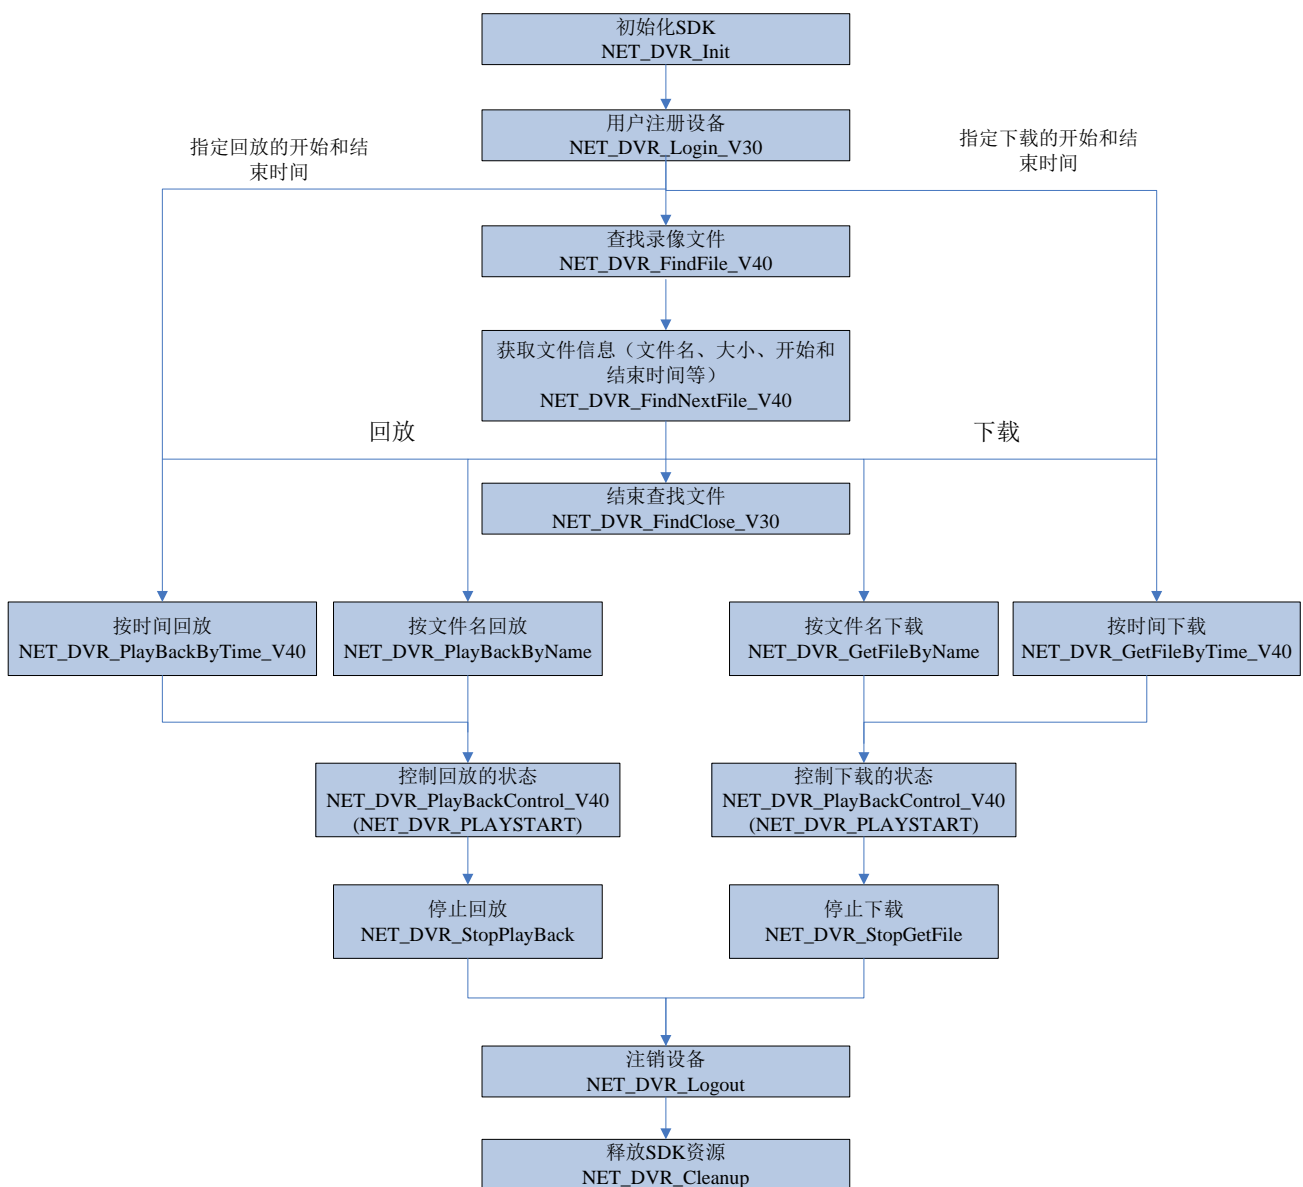 初始化SDK
NET_DVR_Init
用户注册设备
NET_DVR_Login_V30
指定回放的开始和结
束时间
指定下载的开始和结
束时间
查找录像文件
NET_DVR_FindFile_V40
获取文件信息（文件名、大小、开始和
结束时间等）
NET_DVR_FindNextFile_V40
回放
下载
结束查找文件
NET_DVR_FindClose_V30
按时间回放
NET_DVR_PlayBackByTime_V40
按文件名回放
NET_DVR_PlayBackByName
按文件名下载
NET_DVR_GetFileByName
按时间下载
NET_DVR_GetFileByTime_V40
控制回放的状态
NET_DVR_PlayBackControl_V40
(NET_DVR_PLAYSTART)
控制下载的状态
NET_DVR_PlayBackControl_V40
(NET_DVR_PLAYSTART)
停止回放
NET_DVR_StopPlayBack
停止下载
NET_DVR_StopGetFile
注销设备
NET_DVR_Logout
释放SDK资源
NET_DVR_Cleanup